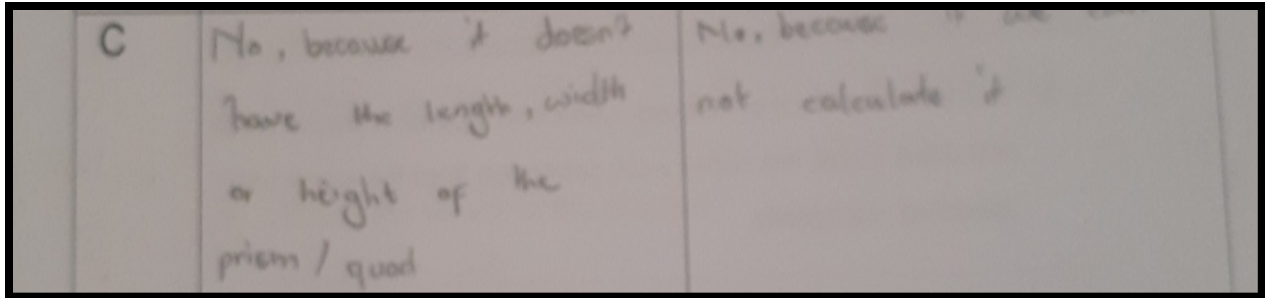 C
No, because it doesn't
have the length, width
or height of the
prism / quad
No, because
not calculate it